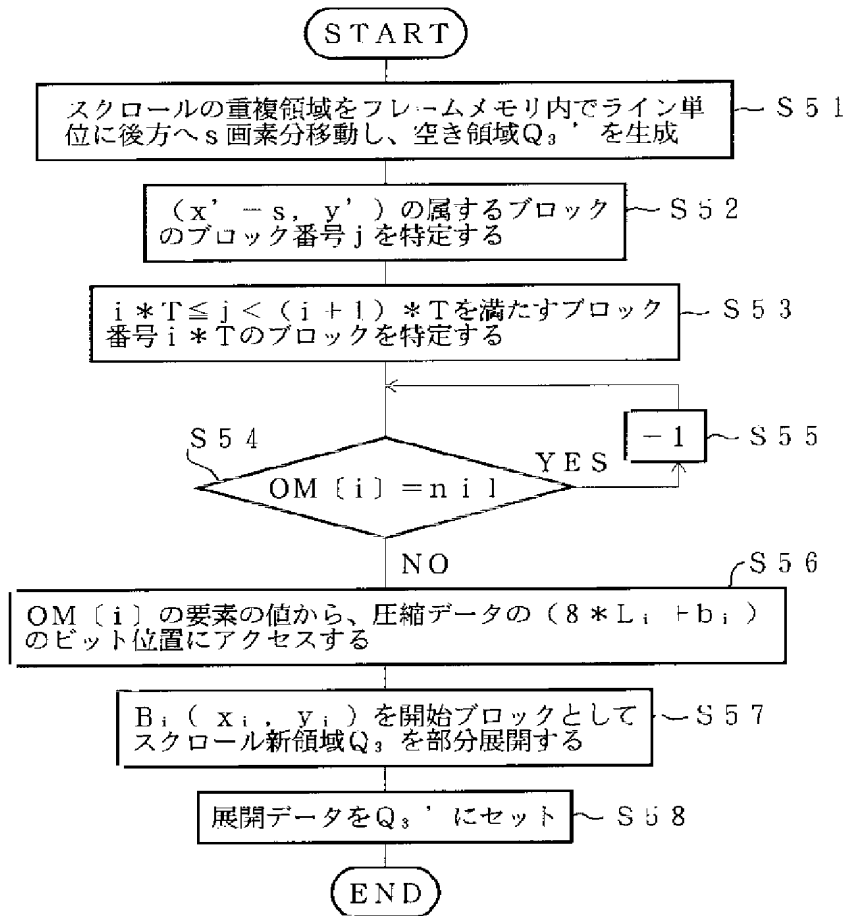 START
スクロールの重複領域をフレームメモリ内でライン単
位に後方へs画素分移動し、空き領域Q₃'を生成
S51
(x'-s, y')の属するブロック
のブロック番号jを特定する
S52
i*T≦j<(i+1)*Tを満たすブロック
番号i*Tのブロックを特定する
S53
S54
OM〔i〕=nil
YES
-1
S55
NO
S56
OM〔i〕の要素の値から、圧縮データの(8*Lᵢ+bᵢ)
のビット位置にアクセスする
Bᵢ(xᵢ, yᵢ)を開始ブロックとして
スクロール新領域Q₃を部分展開する
S57
展開データをQ₃'にセット
S58
END